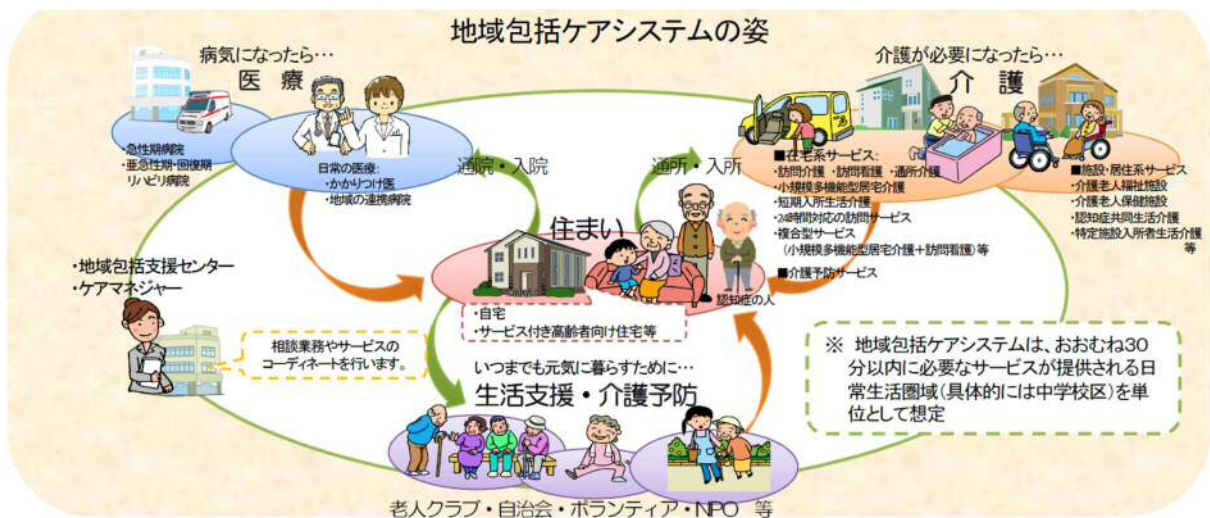 地域包括ケアシステムの姿
病気になったら…
医療
・急性期病院
・亜急性期・回復期
リハビリ病院
日常の医療:
・かかりつけ医
・地域の連携病院
通院・入院
介護が必要になったら…
介護
通所・入所
■在宅系サービス:
・訪問介護 ・訪問看護 ・通所介護
・小規模多機能型居宅介護
・短期入所生活介護
・24時間対応の訪問サービス
・複合型サービス
(小規模多機能型居宅介護+訪問看護)等
■介護予防サービス
■施設・居住系サービス
・介護老人福祉施設
・介護老人保健施設
・認知症共同生活介護
・特定施設入所者生活介護
等
住まい
認知症の人
・自宅
・サービス付き高齢者向け住宅等
・地域包括支援センター
・ケアマネジャー
相談業務やサービスの
コーディネートを行います。
いつまでも元気に暮らすために…
生活支援・介護予防
老人クラブ・自治会・ボランティア・NPO 等
※ 地域包括ケアシステムは、おおむね30
分以内に必要なサービスが提供される日
常生活圏域(具体的には中学校区)を単
位として想定